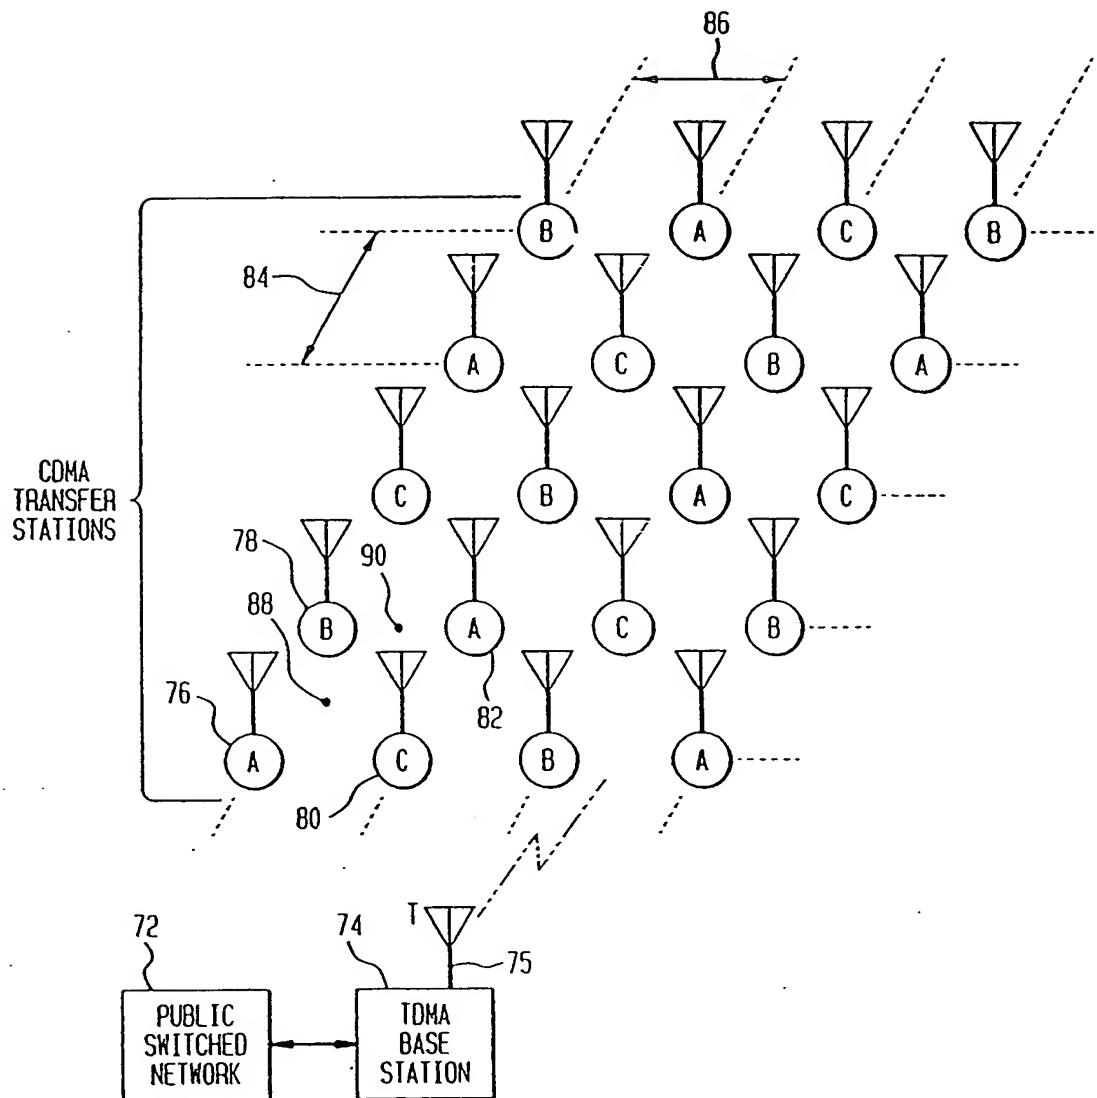 86
B A C B
84
A C B A
CDMA
TRANSFER
STATIONS
C B A C
78
90
88
B A C B
76
82
A C B A
80
T
72
74
75
PUBLIC
SWITCHED
NETWORK
TDMA
BASE
STATION